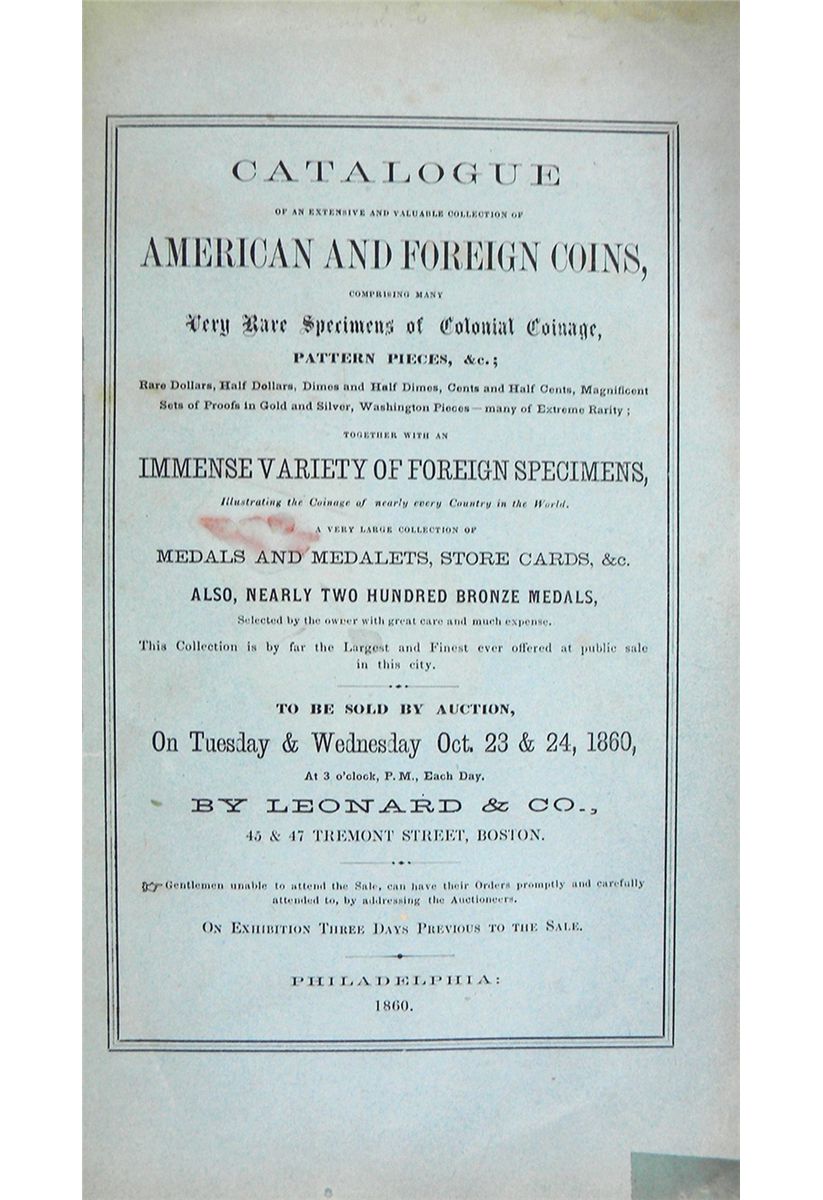 CATALOGUE
OF AN EXTENSIVE AND VALUABLE COLLECTION OF
AMERICAN AND FOREIGN COINS,
COMPRISING MANY
Very Rare Specimens of Colonial Coinage,
PATTERN PIECES, &c.;
Rare Dollars, Half Dollars, Dimes and Half Dimes, Cents and Half Cents, Magnificent
Sets of Proofs in Gold and Silver, Washington Pieces—many of Extreme Rarity;
TOGETHER WITH AN
IMMENSE VARIETY OF FOREIGN SPECIMENS,
Illustrating the Coinage of nearly every Country in the World.
A VERY LARGE COLLECTION OF
MEDALS AND MEDALETS, STORE CARDS, &c.
ALSO, NEARLY TWO HUNDRED BRONZE MEDALS,
Selected by the owner with great care and much expense.
This Collection is by far the Largest and Finest ever offered at public sale
in this city.
TO BE SOLD BY AUCTION,
On Tuesday & Wednesday Oct. 23 & 24, 1860,
At 3 o'clock, P. M., Each Day.
BY LEONARD & CO.,
45 & 47 TREMONT STREET, BOSTON.
☞ Gentlemen unable to attend the Sale, can have their Orders promptly and carefully
attended to, by addressing the Auctioneers.
ON EXHIBITION THREE DAYS PREVIOUS TO THE SALE.
PHILADELPHIA:
1860.